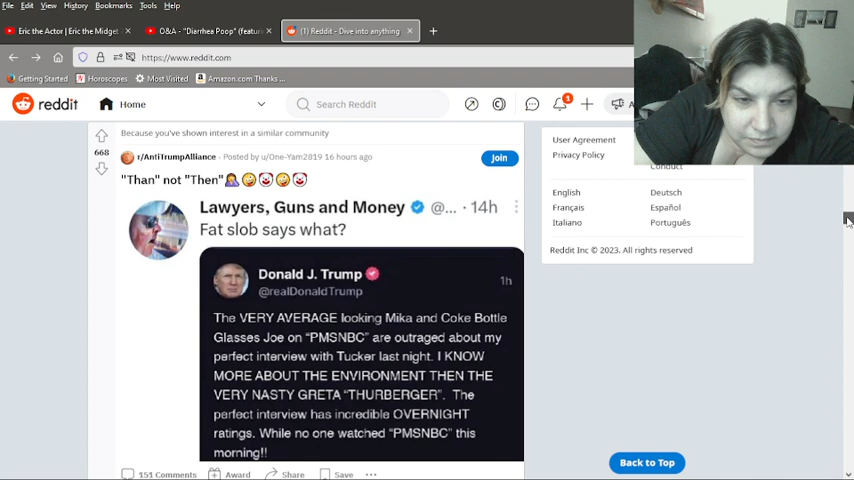 File Edit View History Bookmarks Tools Help
Eric the Actor | Eric the Midget
O&A - "Diarrhea Poop" (featur
(1) Reddit - Dive into anything
https://www.reddit.com
Getting Started Horoscopes Most Visited Amazon.com Thanks ...
reddit Home Search Reddit 1
Because you've shown interest in a similar community
r/AntiTrumpAlliance · Posted by u/One-Yam2819 16 hours ago
Join
668
"Than" not "Then"🤦‍♀️🤪🤡🤪🤡
Lawyers, Guns and Money @... · 14h
Fat slob says what?
Donald J. Trump
@realDonaldTrump
1h
The VERY AVERAGE looking Mika and Coke Bottle
Glasses Joe on "PMSNBC" are outraged about my
perfect interview with Tucker last night. I KNOW
MORE ABOUT THE ENVIRONMENT THEN THE
VERY NASTY GRETA "THURBERGER". The
perfect interview has incredible OVERNIGHT
ratings. While no one watched "PMSNBC" this
morning!!
151 Comments Award Share Save ...
User Agreement
Privacy Policy
Conduct
English Deutsch
Français Español
Italiano Português
Reddit Inc © 2023. All rights reserved
Back to Top